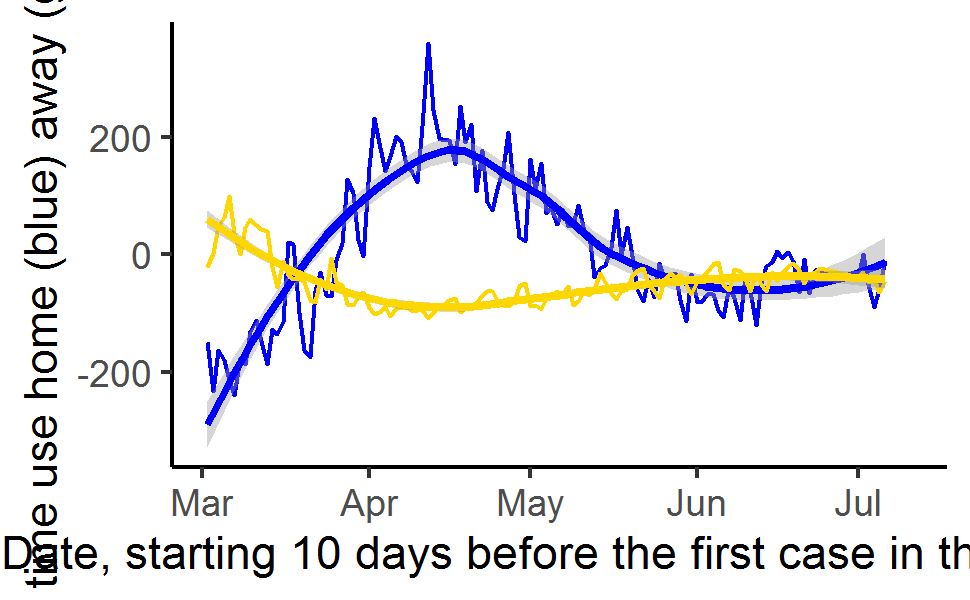 time use home (blue) away (
200
0
-200
Mar Apr May Jun Jul
Date, starting 10 days before the first case in th